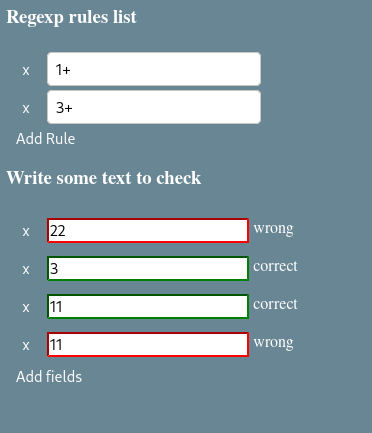 Regexp rules list
x 1+
x 3+
Add Rule
Write some text to check
x 22 wrong
x 3 correct
x 11 correct
x 11 wrong
Add fields